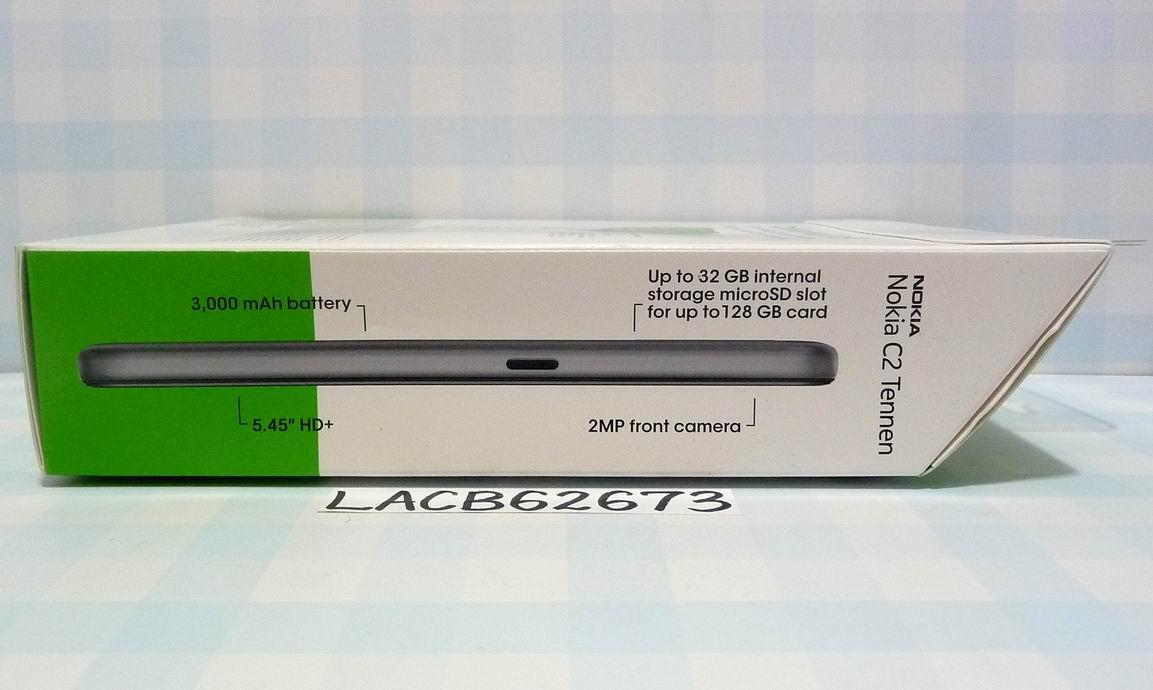 3,000 mAh battery
Up to 32 GB internal
storage microSD slot
for up to128 GB card
5.45" HD+
2MP front camera
NOKIA
Nokia C2 Tennen
LACB62673